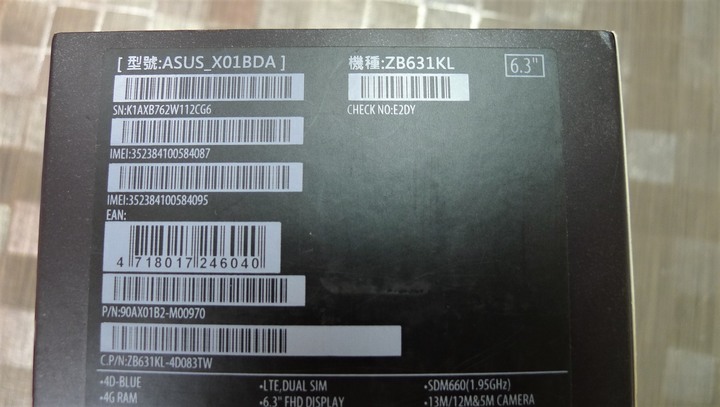 [ 型號:ASUS_X01BDA ] 機種:ZB631KL 6.3"
SN:K1AXB762W112CG6 CHECK NO:E2DY
IMEI:352384100584087
IMEI:352384100584095
EAN:
4 718017 246040
P/N:90AX01B2-M00970
C.P/N:ZB631KL-4D083TW
•4D-BLUE •LTE,DUAL SIM •SDM660(1.95GHz)
•4G RAM •6.3" FHD DISPLAY •13M/12M&5M CAMERA